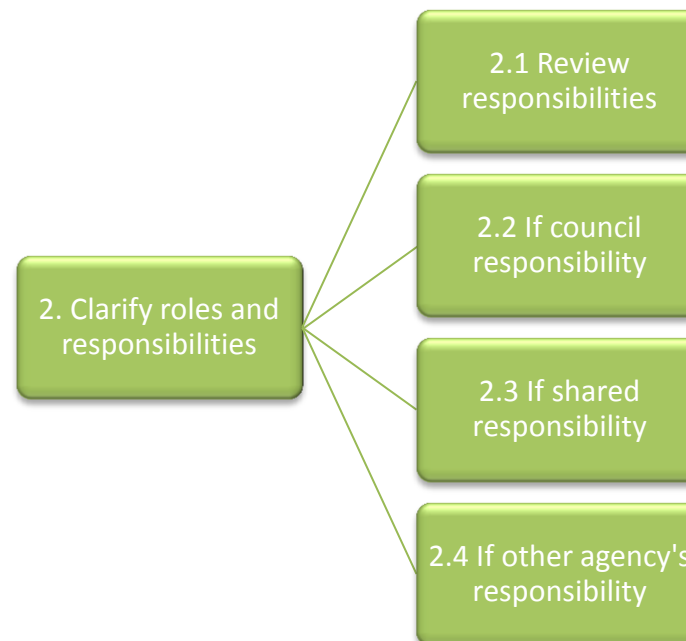 2.1 Review
responsibilities
2.2 If council
responsibility
2. Clarify roles and
responsibilities
2.3 If shared
responsibility
2.4 If other agency's
responsibility